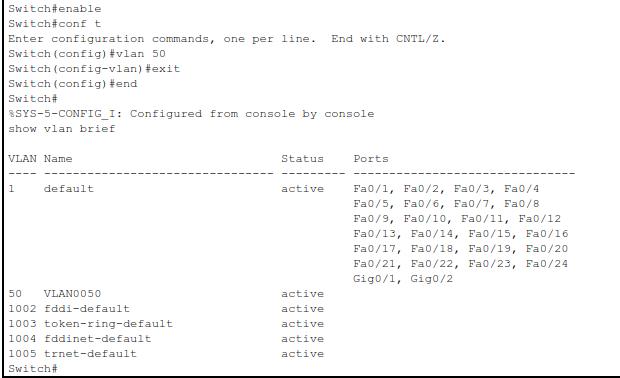 Switch#enable
Switch#conf t
Enter configuration commands, one per line.  End with CNTL/Z.
Switch(config)#vlan 50
Switch(config-vlan)#exit
Switch(config)#end
Switch#
%SYS-5-CONFIG_I: Configured from console by console
show vlan brief

VLAN Name                             Status    Ports
---- -------------------------------- --------- -------------------------------
1    default                          active    Fa0/1, Fa0/2, Fa0/3, Fa0/4
                                                Fa0/5, Fa0/6, Fa0/7, Fa0/8
                                                Fa0/9, Fa0/10, Fa0/11, Fa0/12
                                                Fa0/13, Fa0/14, Fa0/15, Fa0/16
                                                Fa0/17, Fa0/18, Fa0/19, Fa0/20
                                                Fa0/21, Fa0/22, Fa0/23, Fa0/24
                                                Gig0/1, Gig0/2
50   VLAN0050                         active
1002 fddi-default                     active
1003 token-ring-default               active
1004 fddinet-default                  active
1005 trnet-default                    active
Switch#